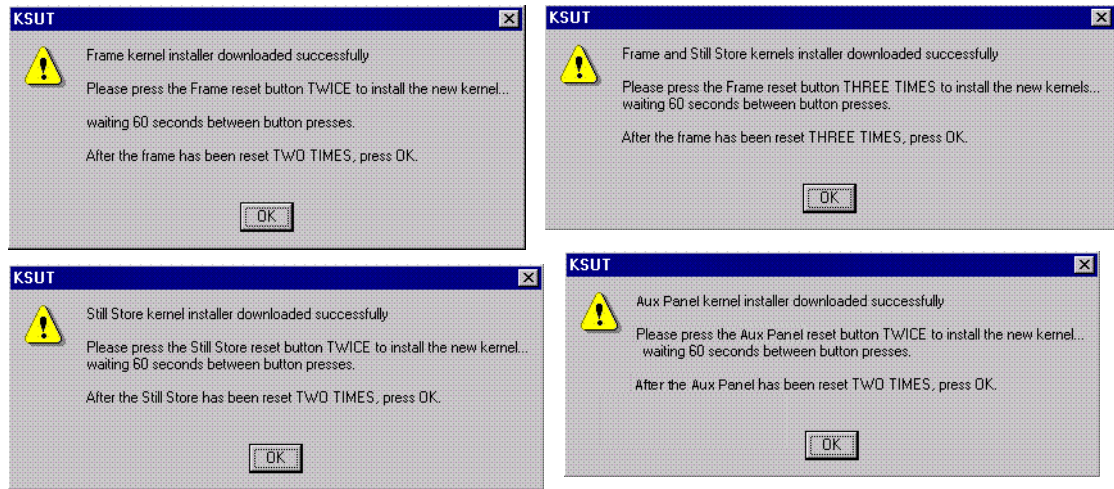 KSUT
Frame kernel installer downloaded successfully
Please press the Frame reset button TWICE to install the new kernel...
waiting 60 seconds between button presses.
After the frame has been reset TWO TIMES, press OK.
OK
KSUT
Frame and Still Store kernels installer downloaded successfully
Please press the Frame reset button THREE TIMES to install the new kernels...
waiting 60 seconds between button presses.
After the frame has been reset THREE TIMES, press OK.
OK
KSUT
Still Store kernel installer downloaded successfully
Please press the Still Store reset button TWICE to install the new kernel...
waiting 60 seconds between button presses.
After the Still Store has been reset TWO TIMES, press OK.
OK
KSUT
Aux Panel kernel installer downloaded successfully
Please press the Aux Panel reset button TWICE to install the new kernel...
waiting 60 seconds between button presses.
After the Aux Panel has been reset TWO TIMES, press OK.
OK